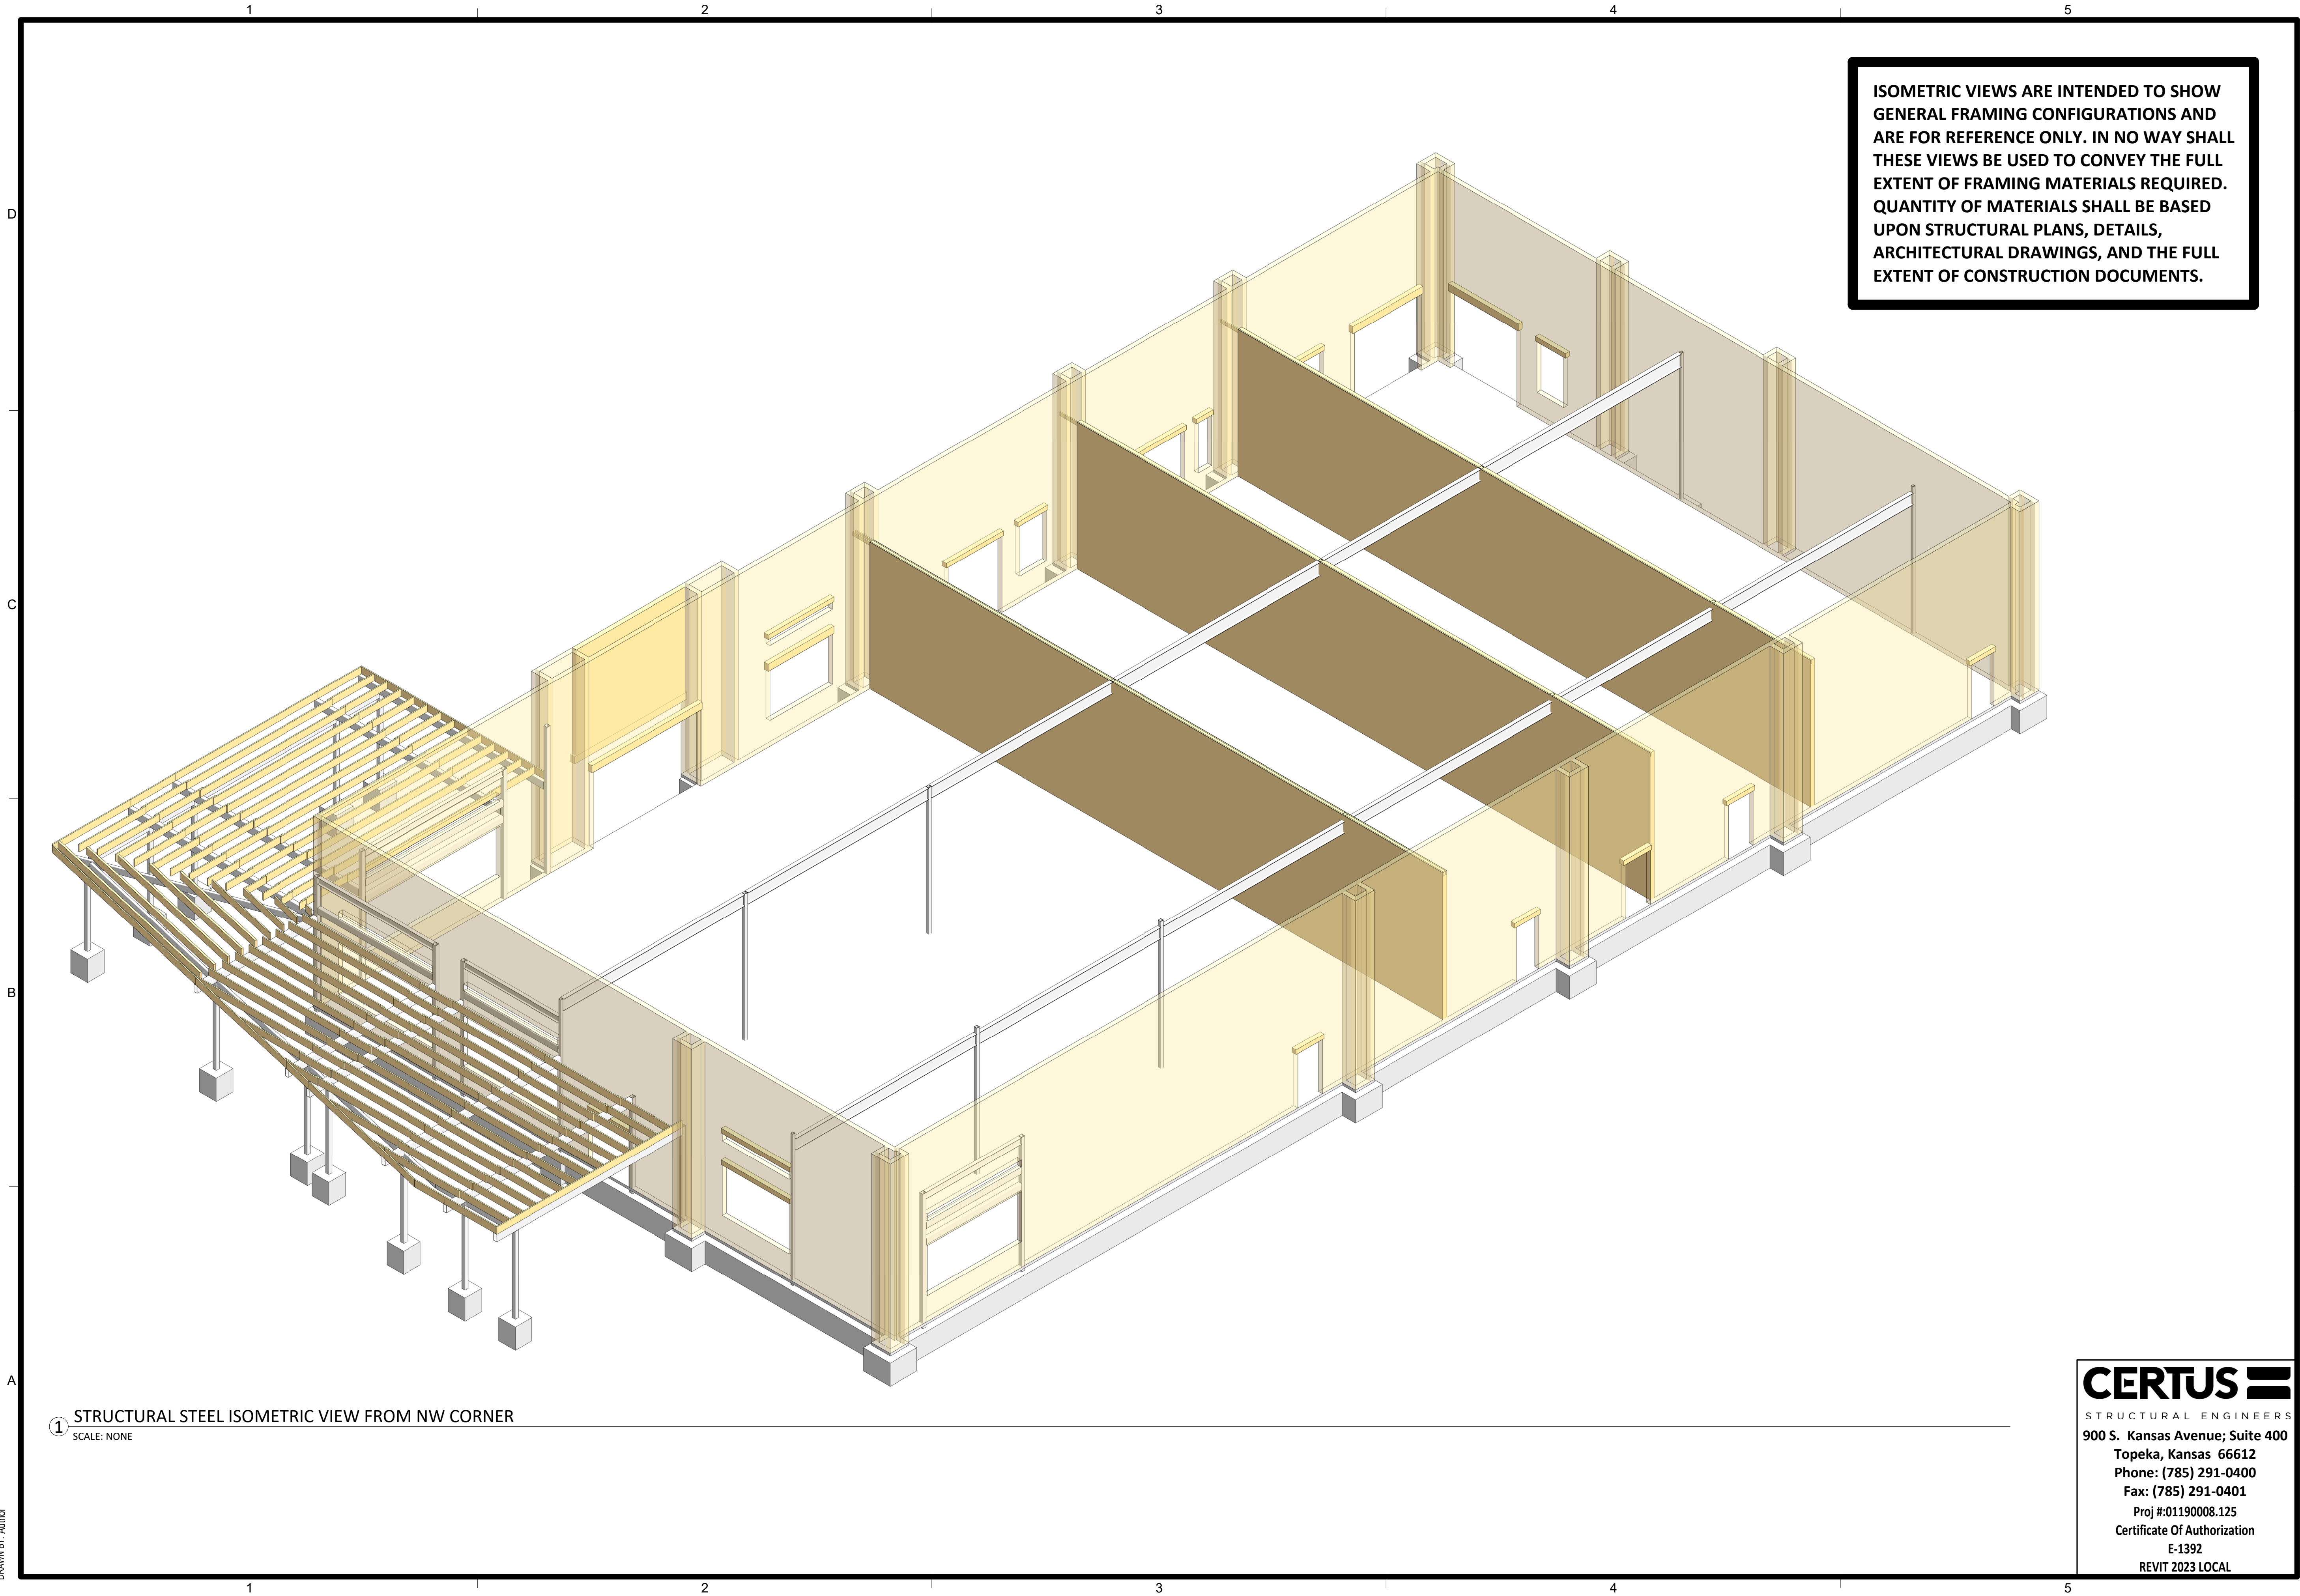 1 2 3 4 5
ISOMETRIC VIEWS ARE INTENDED TO SHOW
GENERAL FRAMING CONFIGURATIONS AND
ARE FOR REFERENCE ONLY. IN NO WAY SHALL
THESE VIEWS BE USED TO CONVEY THE FULL
EXTENT OF FRAMING MATERIALS REQUIRED.
QUANTITY OF MATERIALS SHALL BE BASED
UPON STRUCTURAL PLANS, DETAILS,
ARCHITECTURAL DRAWINGS, AND THE FULL
EXTENT OF CONSTRUCTION DOCUMENTS.
D
C
B
A
1 STRUCTURAL STEEL ISOMETRIC VIEW FROM NW CORNER
SCALE: NONE
CERTUS
STRUCTURAL ENGINEERS
900 S. Kansas Avenue; Suite 400
Topeka, Kansas 66612
Phone: (785) 291-0400
Fax: (785) 291-0401
Proj #:01190008.125
Certificate Of Authorization
E-1392
REVIT 2023 LOCAL
DRAWN BY: Author
1 2 3 4 5